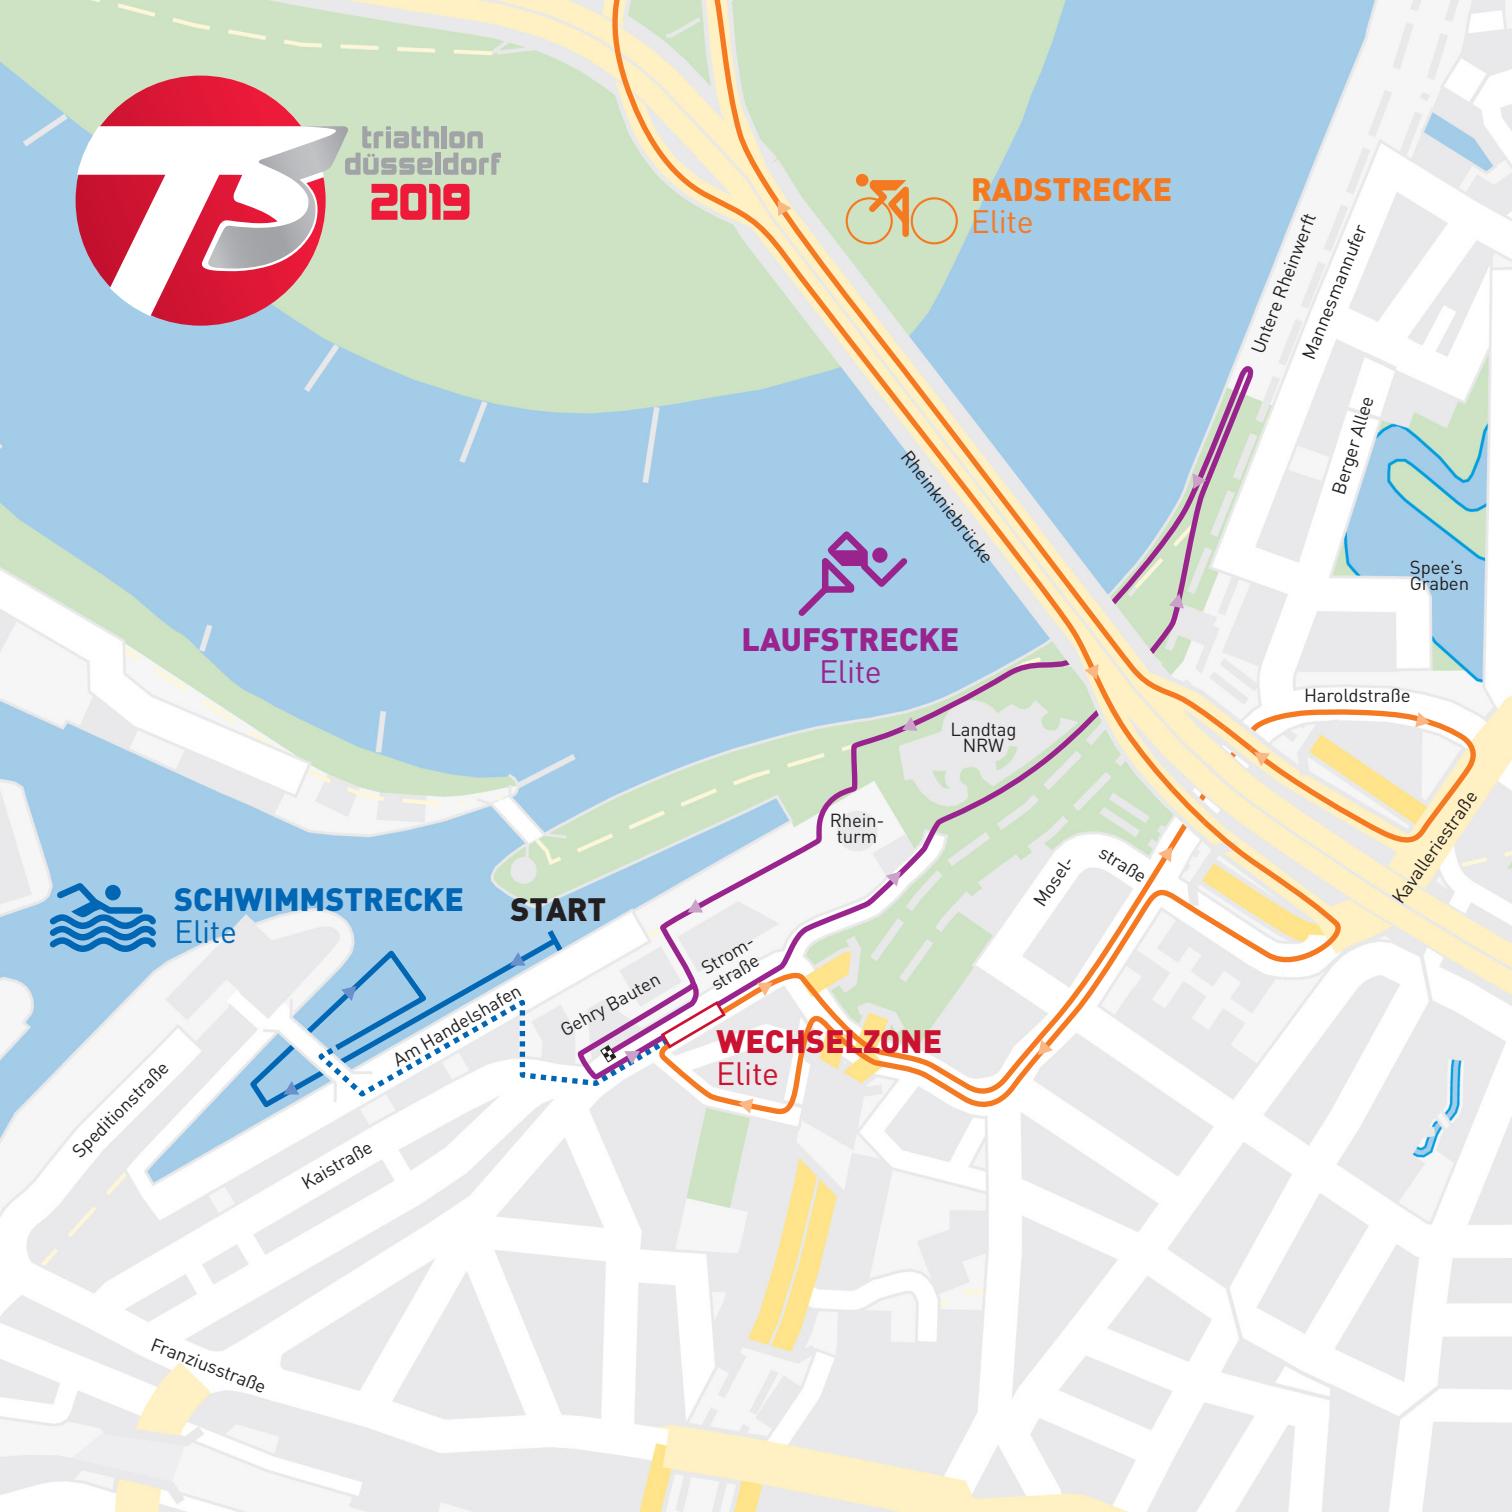 triathlon
düsseldorf
2019
RADSTRECKE
Elite
Untere Rheinwerft
Mannesmannufer
Berger Allee
Rheinkniebrücke
Spee's
Graben
LAUFSTRECKE
Elite
Haroldstraße
Landtag
NRW
Rhein-
turm
Kavalleriestraße
Mosel-
straße
SCHWIMMSTRECKE
Elite
START
Strom-
straße
Gehry Bauten
Am Handelshafen
WECHSELZONE
Elite
Speditionstraße
Kaistraße
Franziusstraße